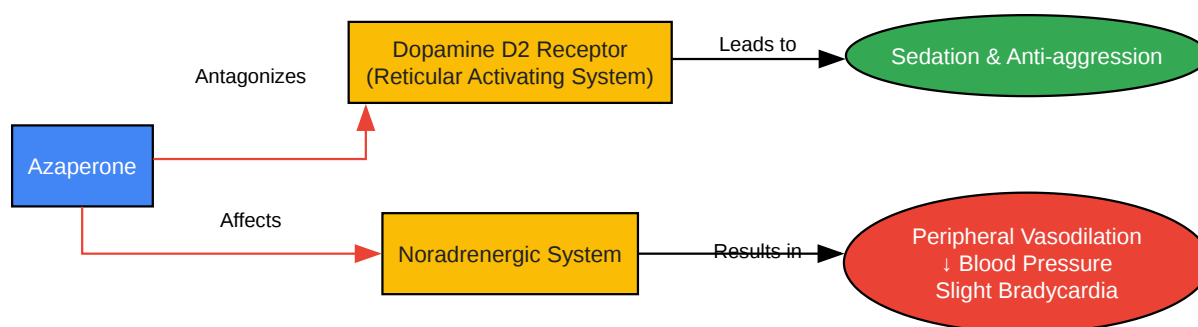 Azaperone
Antagonizes
Dopamine D2 Receptor
(Reticular Activating System)
Leads to
Sedation & Anti-aggression
Affects
Noradrenergic System
Results in
Peripheral Vasodilation
↓ Blood Pressure
Slight Bradycardia